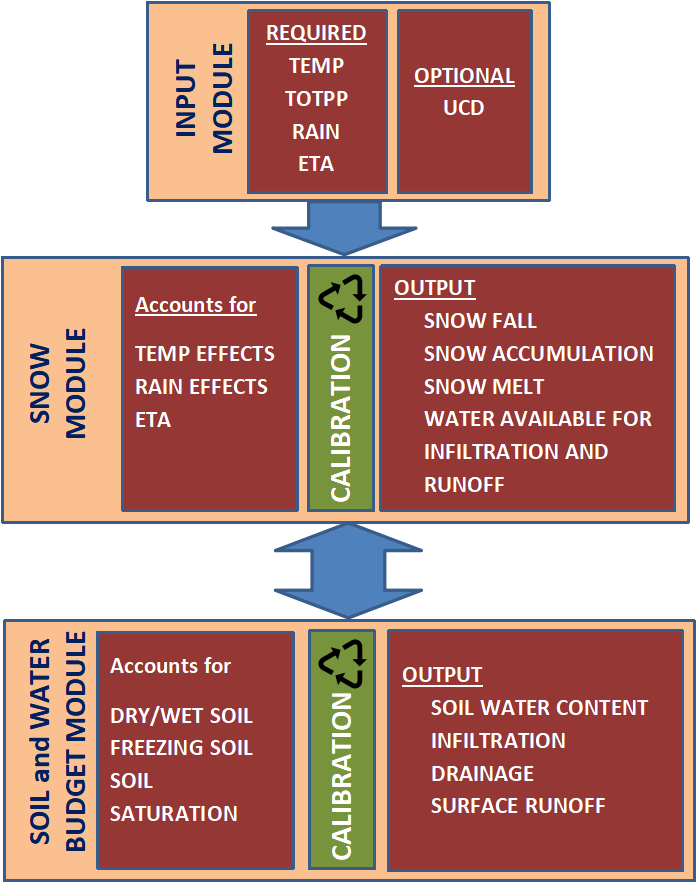 INPUT
MODULE
REQUIRED
TEMP
TOTPP
RAIN
ETA
OPTIONAL
UCD
SNOW
MODULE
Accounts for
TEMP EFFECTS
RAIN EFFECTS
ETA
CALIBRATION
OUTPUT
SNOW FALL
SNOW ACCUMULATION
SNOW MELT
WATER AVAILABLE FOR
INFILTRATION AND
RUNOFF
SOIL and WATER
BUDGET MODULE
Accounts for
DRY/WET SOIL
FREEZING SOIL
SOIL
SATURATION
CALIBRATION
OUTPUT
SOIL WATER CONTENT
INFILTRATION
DRAINAGE
SURFACE RUNOFF